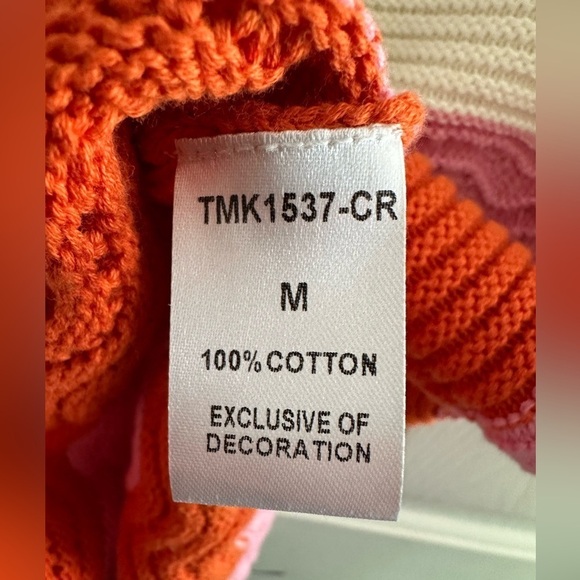 TMK1537-CR
M
100% COTTON
EXCLUSIVE OF
DECORATION